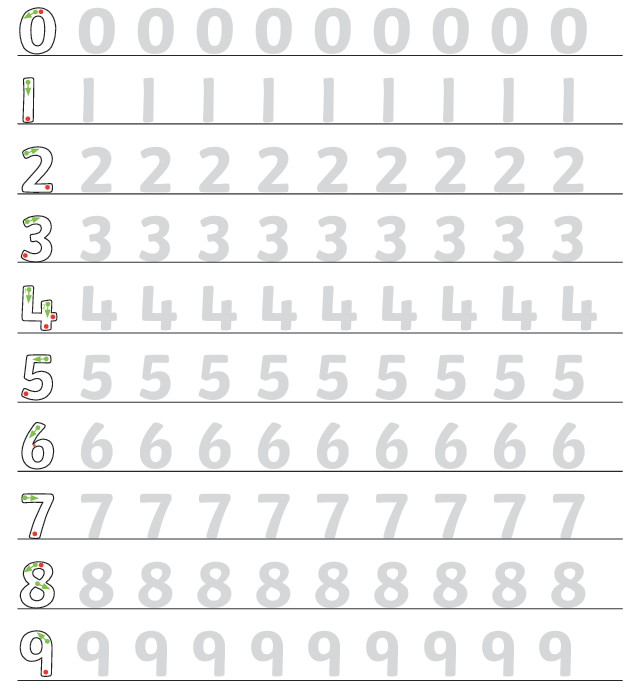 0 0 0 0 0 0 0 0 0 0
1 1 1 1 1 1 1 1 1 1
2 2 2 2 2 2 2 2 2 2
3 3 3 3 3 3 3 3 3 3
4 4 4 4 4 4 4 4 4 4
5 5 5 5 5 5 5 5 5 5
6 6 6 6 6 6 6 6 6 6
7 7 7 7 7 7 7 7 7 7
8 8 8 8 8 8 8 8 8 8
9 9 9 9 9 9 9 9 9 9